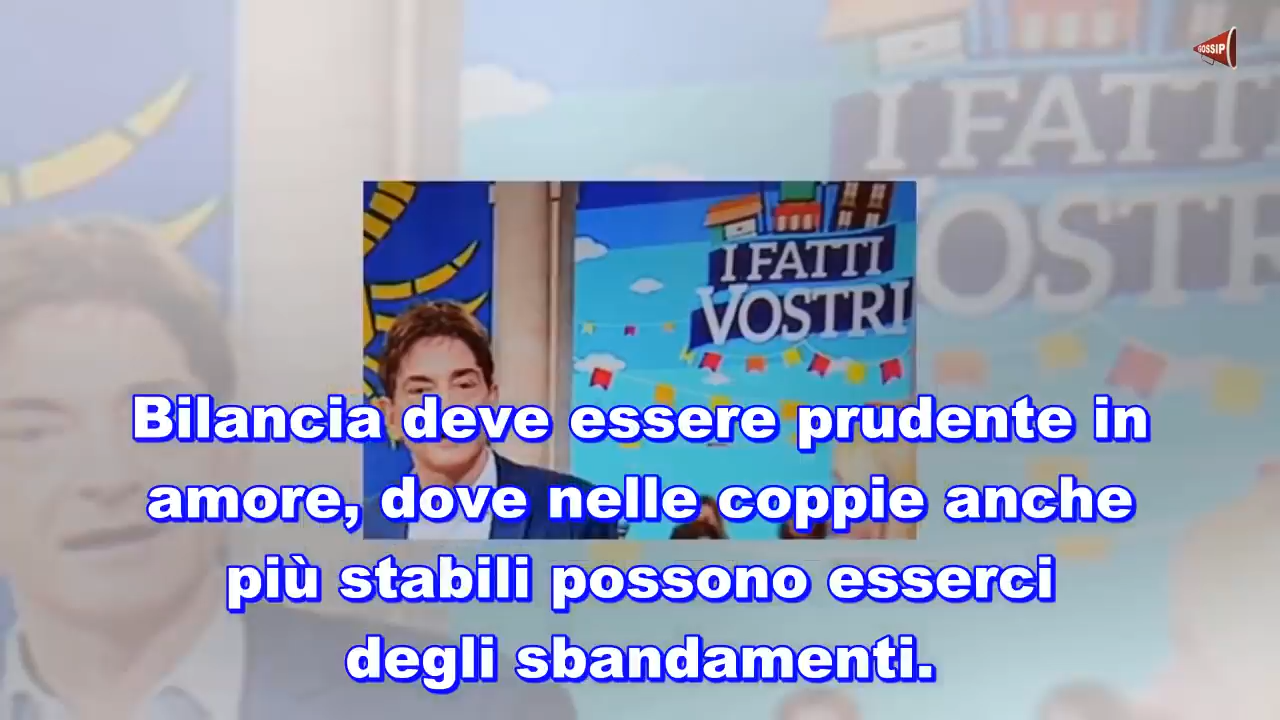 GOSSIP
I FATTI
VOSTRI
I FATTI
VOSTRI
Bilancia deve essere prudente in
amore, dove nelle coppie anche
più stabili possono esserci
degli sbandamenti.